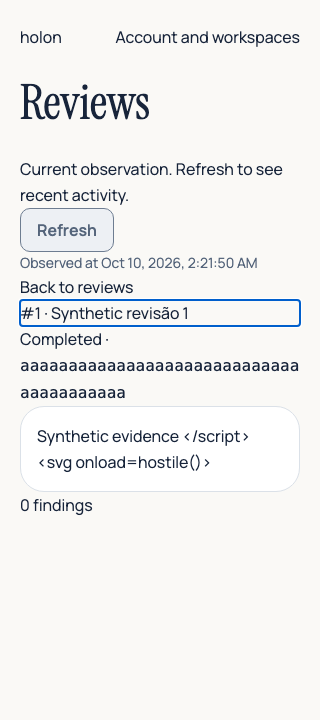 holon Account and workspaces
Reviews
Current observation. Refresh to see
recent activity.
Refresh
Observed at Oct 10, 2026, 2:21:50 AM
Back to reviews
#1 · Synthetic revisão 1
Completed ·
aaaaaaaaaaaaaaaaaaaaaaaaaaaaa
aaaaaaaaaaa
Synthetic evidence </script>
<svg onload=hostile()>
0 findings